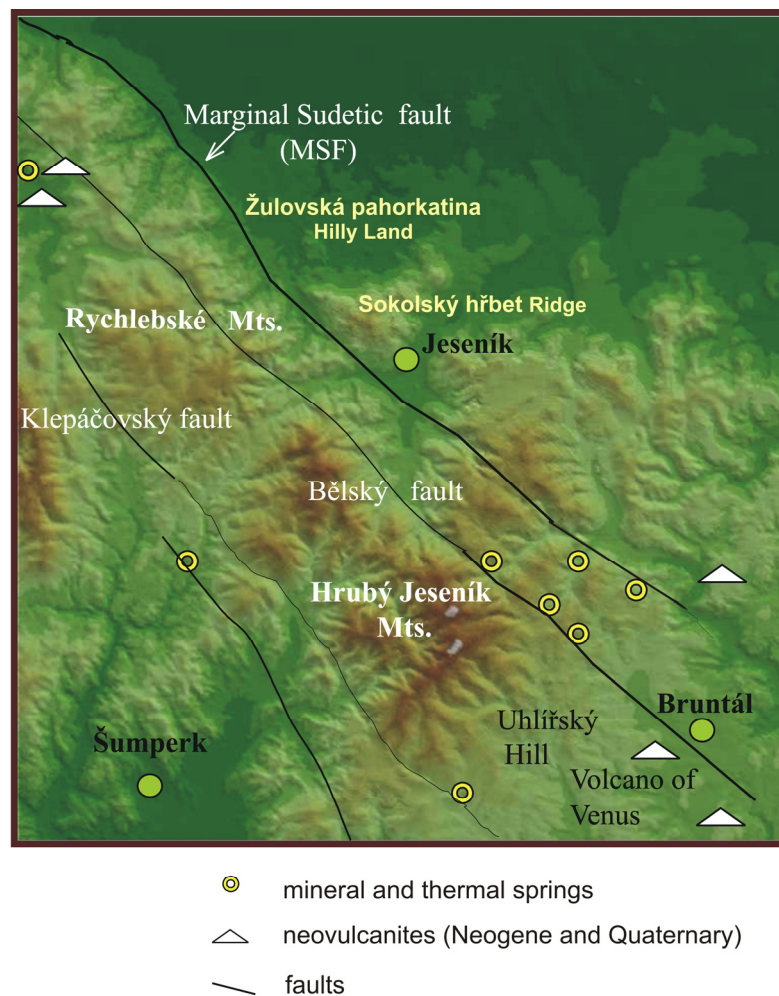 Marginal Sudetic fault
(MSF)
Žulovská pahorkatina
Hilly Land
Sokolský hřbet Ridge
Rychlebské Mts.
Jeseník
Klepáčovský fault
Bělský fault
Hrubý Jeseník
Mts.
Uhlířský
Hill
Bruntál
Šumperk
Volcano of
Venus
mineral and thermal springs
neovulcanites (Neogene and Quaternary)
faults